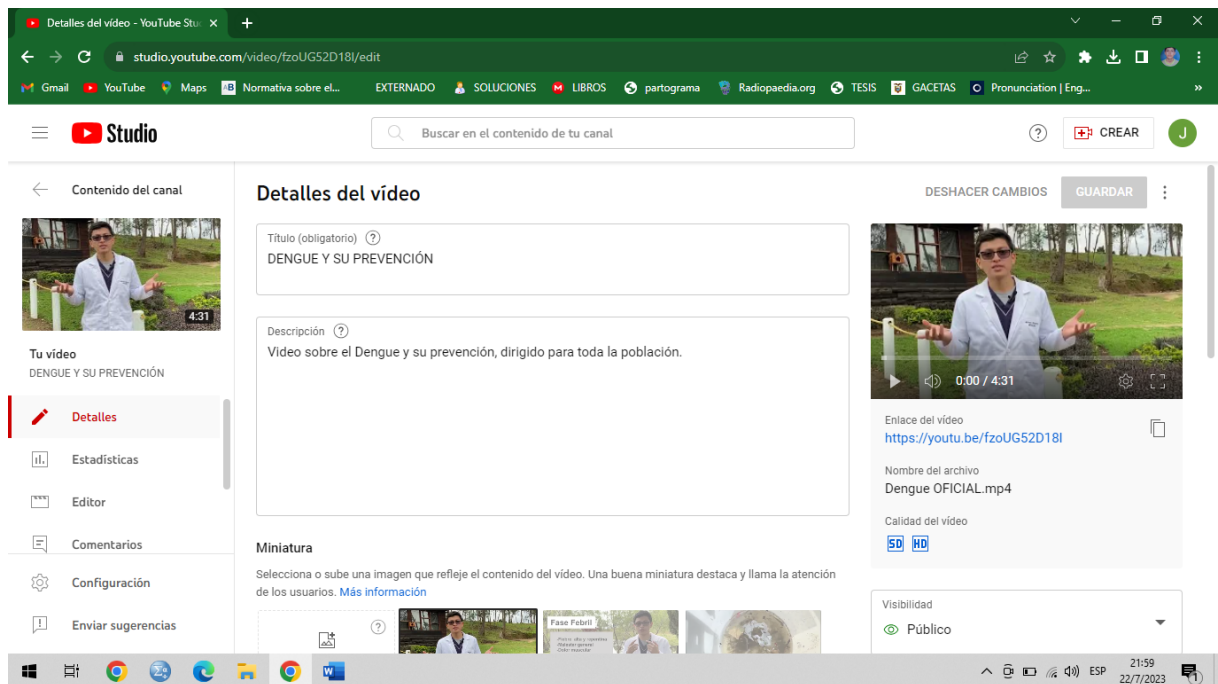 Detalles del vídeo - YouTube Stu
studio.youtube.com/video/fzoUG52D18I/edit
Gmail YouTube Maps Normativa sobre el... EXTERNADO SOLUCIONES LIBROS partograma Radiopaedia.org TESIS GACETAS Pronunciation | Eng... »
Studio
Buscar en el contenido de tu canal
CREAR
J
Contenido del canal
4:31
Tu vídeo
DENGUE Y SU PREVENCIÓN
Detalles
Estadísticas
Editor
Comentarios
Configuración
Enviar sugerencias
Detalles del vídeo
DESHACER CAMBIOS GUARDAR
Título (obligatorio)
DENGUE Y SU PREVENCIÓN
Descripción
Video sobre el Dengue y su prevención, dirigido para toda la población.
Miniatura
Selecciona o sube una imagen que refleje el contenido del vídeo. Una buena miniatura destaca y llama la atención
de los usuarios. Más información
Fase Febril
0:00 / 4:31
Enlace del vídeo
https://youtu.be/fzoUG52D18I
Nombre del archivo
Dengue OFICIAL.mp4
Calidad del vídeo
SD HD
Visibilidad
Público
ESP
21:59
22/7/2023
1